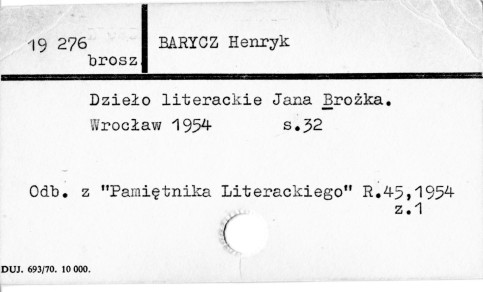 19 276 BARYCZ Henryk
brosz.
Dzieło literackie Jana Brożka.
Wrocław 1954 s.32
Odb. z "Pamiętnika Literackiego" R.45,1954
z.1
DUJ. 693/70. 10 000.